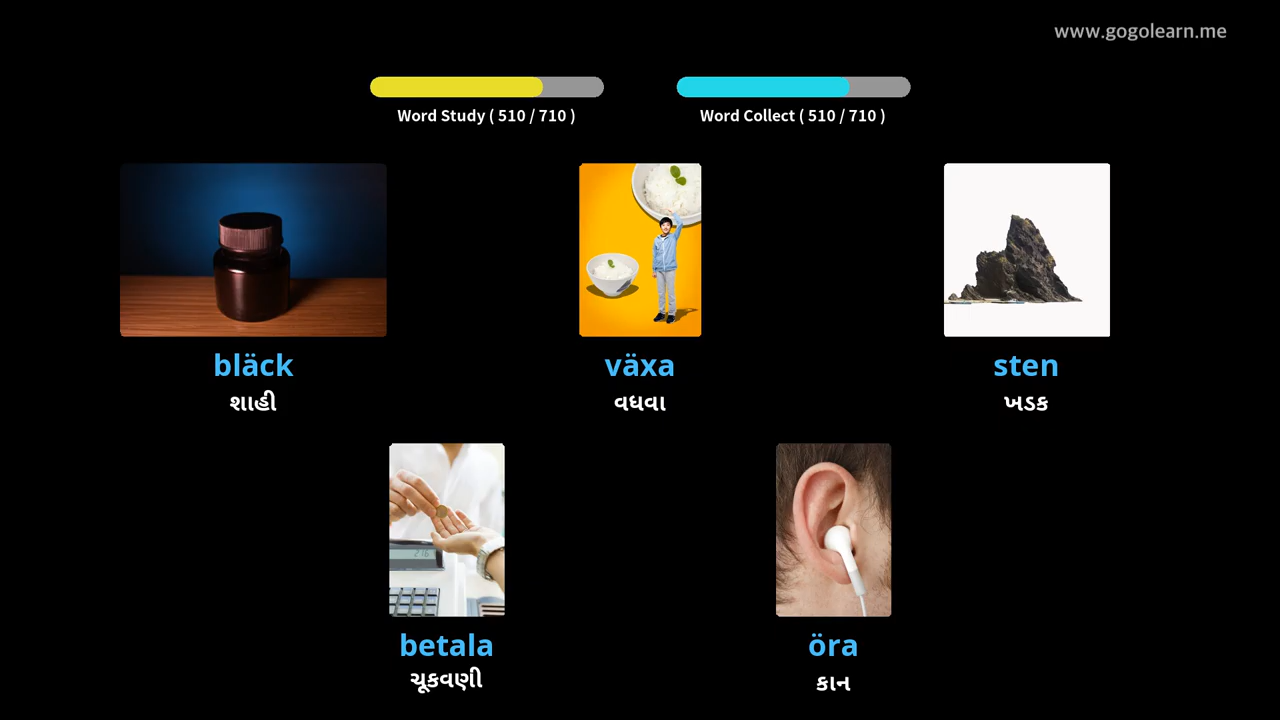 www.gogolearn.me
Word Study ( 510 / 710 )
Word Collect ( 510 / 710 )
bläck
શાહી
växa
વધવા
sten
ખડક
betala
ચૂકવણી
öra
કાન